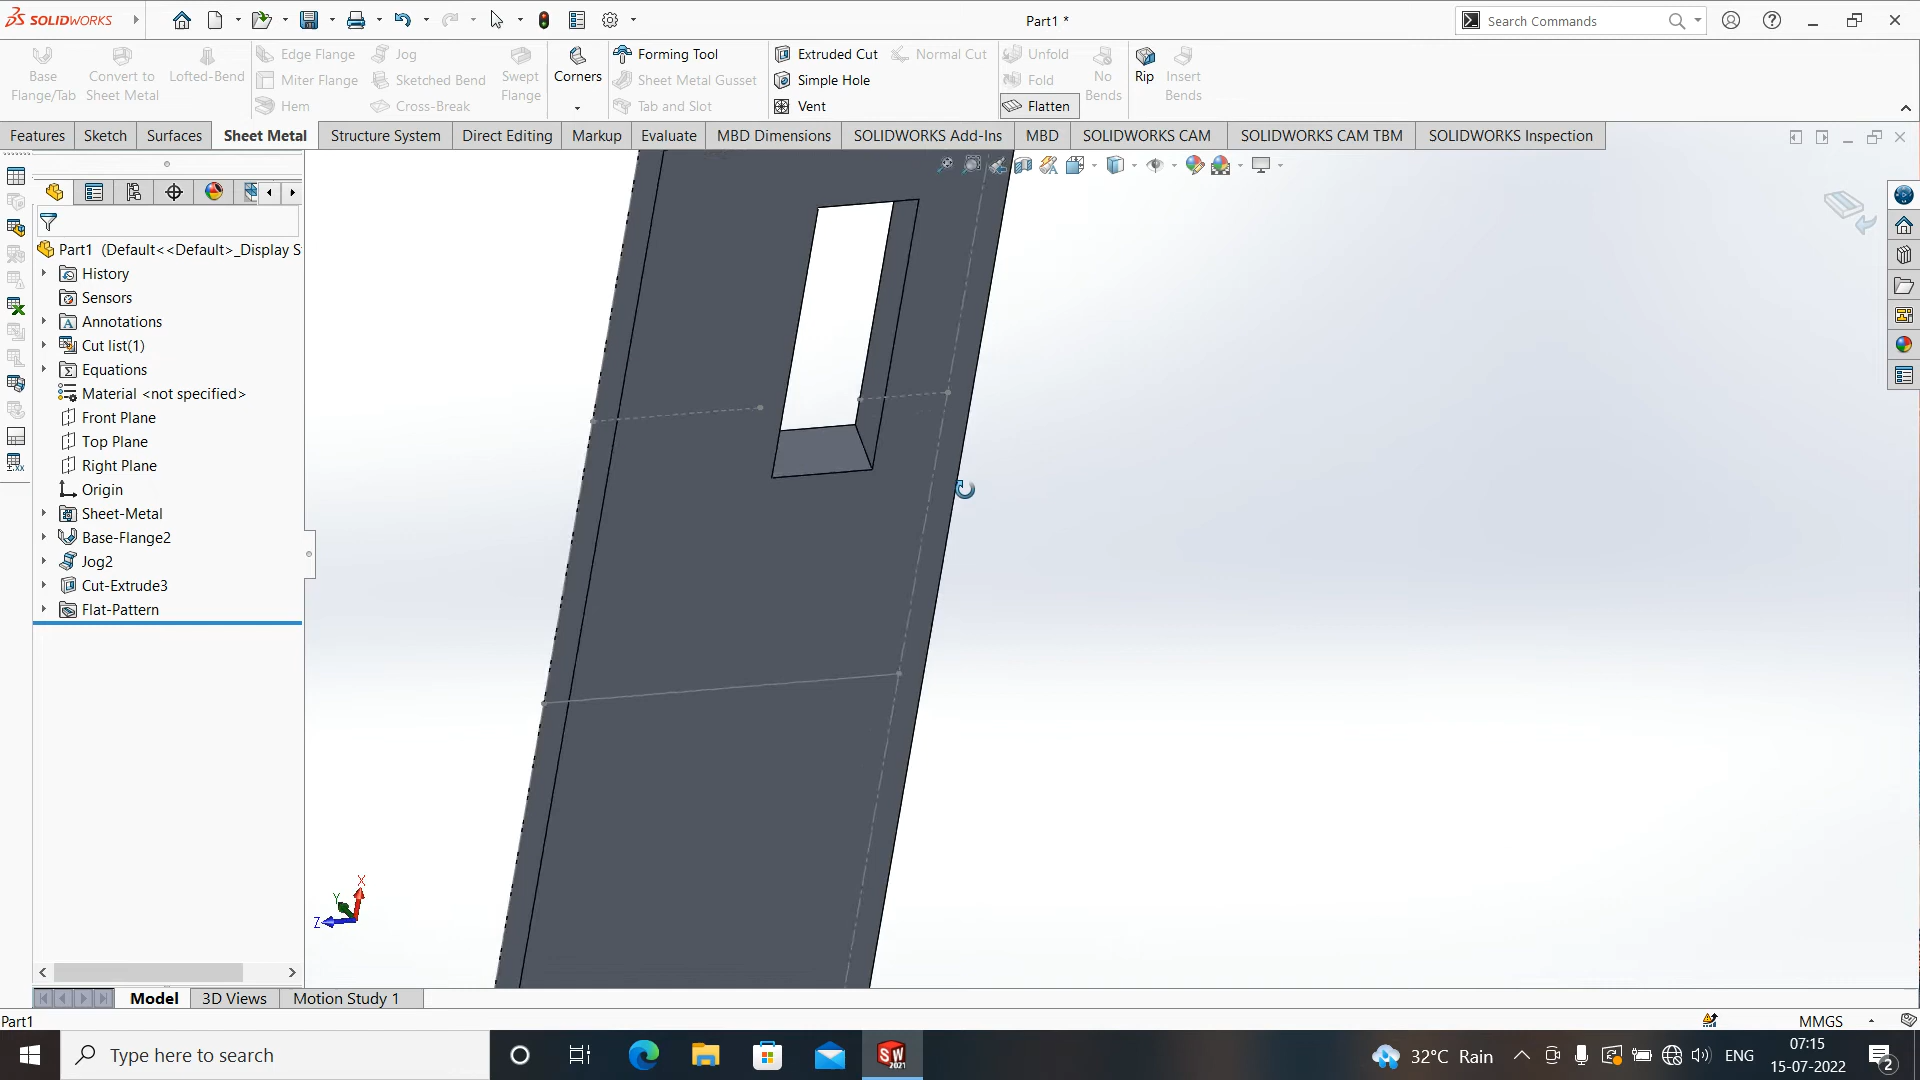 SOLIDWORKS
Part1 *
Search Commands
Base Flange/Tab
Convert to Sheet Metal
Lofted-Bend
Edge Flange
Miter Flange
Hem
Jog
Sketched Bend
Cross-Break
Swept Flange
Corners
Forming Tool
Sheet Metal Gusset
Tab and Slot
Extruded Cut
Simple Hole
Vent
Normal Cut
Unfold
Fold
Flatten
No Bends
Rip
Insert Bends
Features
Sketch
Surfaces
Sheet Metal
Structure System
Direct Editing
Markup
Evaluate
MBD Dimensions
SOLIDWORKS Add-Ins
MBD
SOLIDWORKS CAM
SOLIDWORKS CAM TBM
SOLIDWORKS Inspection
Part1 (Default<<Default>_Display S
History
Sensors
Annotations
Cut list(1)
Equations
Material <not specified>
Front Plane
Top Plane
Right Plane
Origin
Sheet-Metal
Base-Flange2
Jog2
Cut-Extrude3
Flat-Pattern
X
Y
Z
Model
3D Views
Motion Study 1
Part1
MMGS
Type here to search
SW
2021
32°C Rain
ENG
07:15
15-07-2022
2